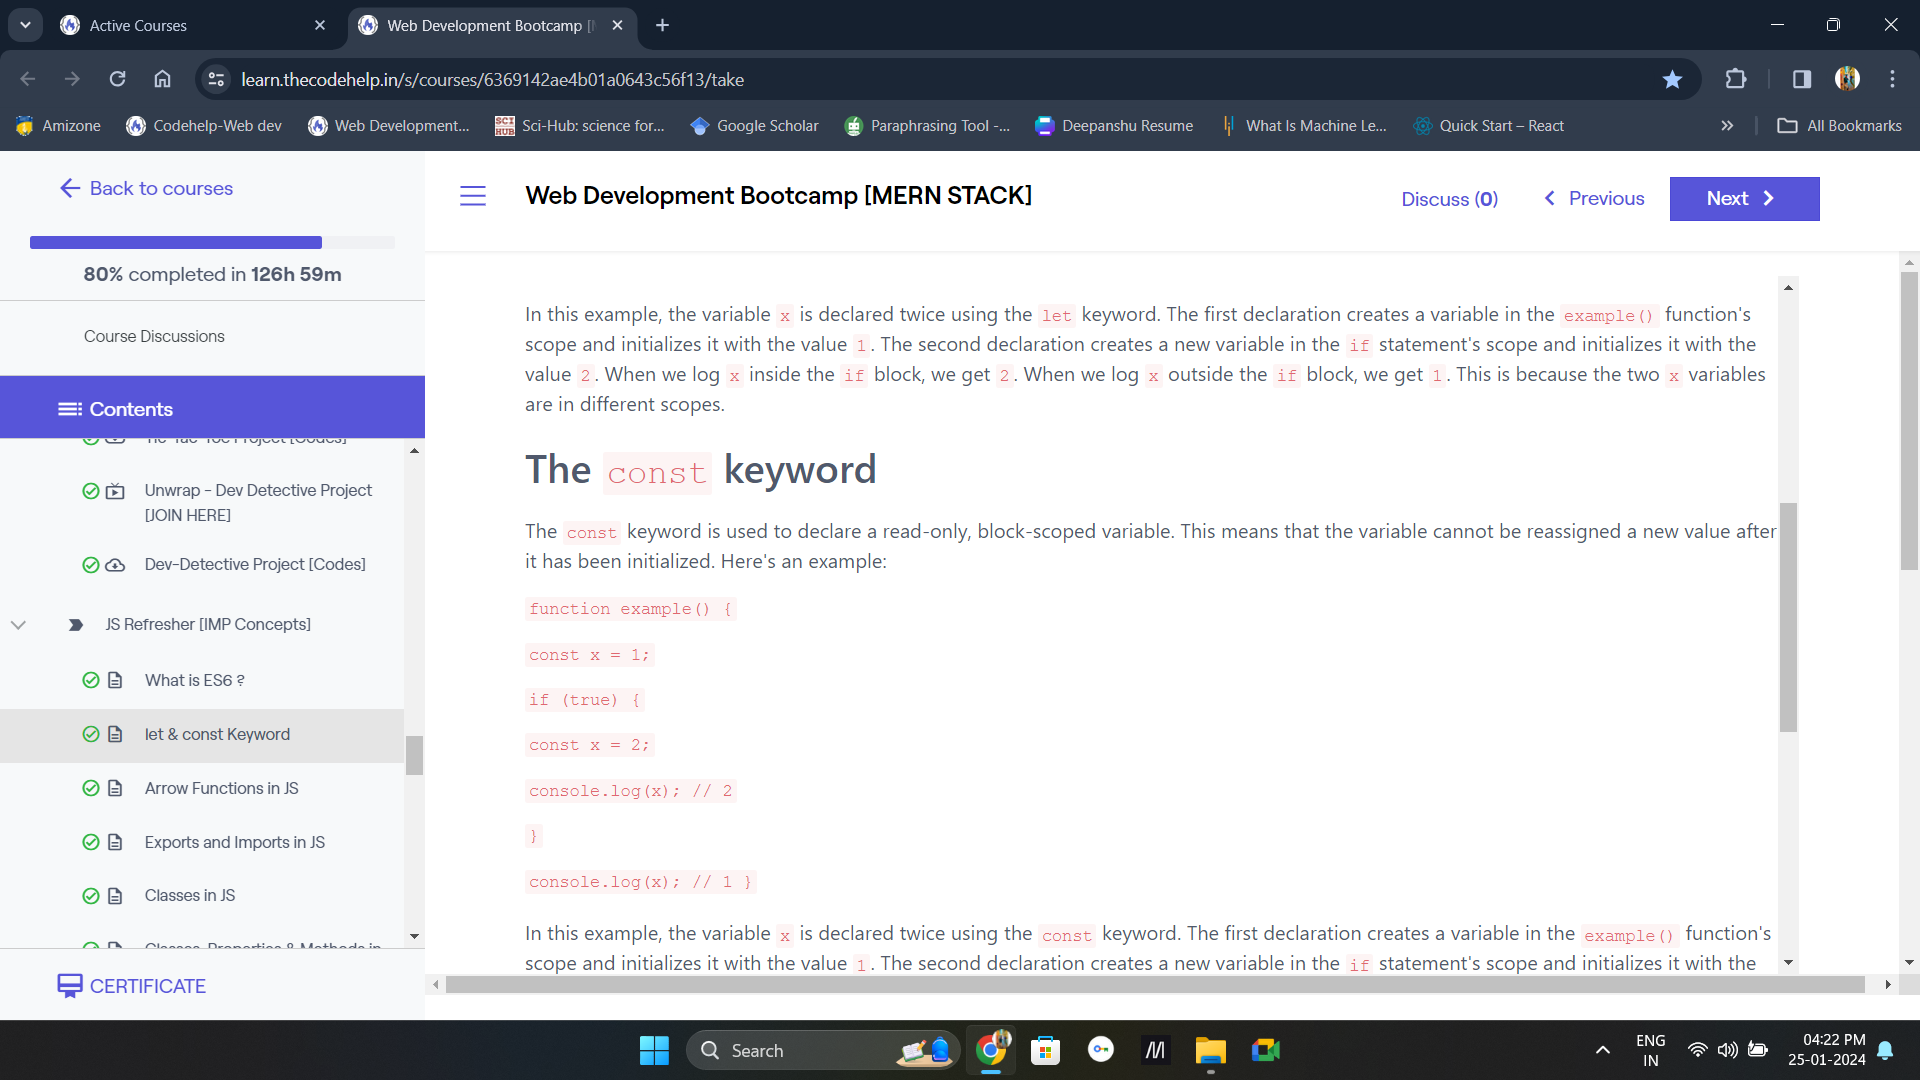 Active Courses
Web Development Bootcamp [
learn.thecodehelp.in/s/courses/6369142ae4b01a0643c56f13/take
Amizone
Codehelp-Web dev
Web Development...
SCI HUB
Sci-Hub: science for...
Google Scholar
Paraphrasing Tool -...
Deepanshu Resume
What Is Machine Le...
Quick Start – React
All Bookmarks
Back to courses
80% completed in 126h 59m
Course Discussions
Contents
Tic-Tac-Toe Project [Codes]
Unwrap - Dev Detective Project
[JOIN HERE]
Dev-Detective Project [Codes]
JS Refresher [IMP Concepts]
What is ES6 ?
let & const Keyword
Arrow Functions in JS
Exports and Imports in JS
Classes in JS
Classes, Properties & Methods in
CERTIFICATE
Web Development Bootcamp [MERN STACK]
Discuss (0)
Previous
Next
In this example, the variable x is declared twice using the let keyword. The first declaration creates a variable in the example() function's
scope and initializes it with the value 1. The second declaration creates a new variable in the if statement's scope and initializes it with the
value 2. When we log x inside the if block, we get 2. When we log x outside the if block, we get 1. This is because the two x variables
are in different scopes.
The const keyword
The const keyword is used to declare a read-only, block-scoped variable. This means that the variable cannot be reassigned a new value after
it has been initialized. Here's an example:
function example() {
const x = 1;
if (true) {
const x = 2;
console.log(x); // 2
}
console.log(x); // 1 }
In this example, the variable x is declared twice using the const keyword. The first declaration creates a variable in the example() function's
scope and initializes it with the value 1. The second declaration creates a new variable in the if statement's scope and initializes it with the
Search
ENG
IN
04:22 PM
25-01-2024